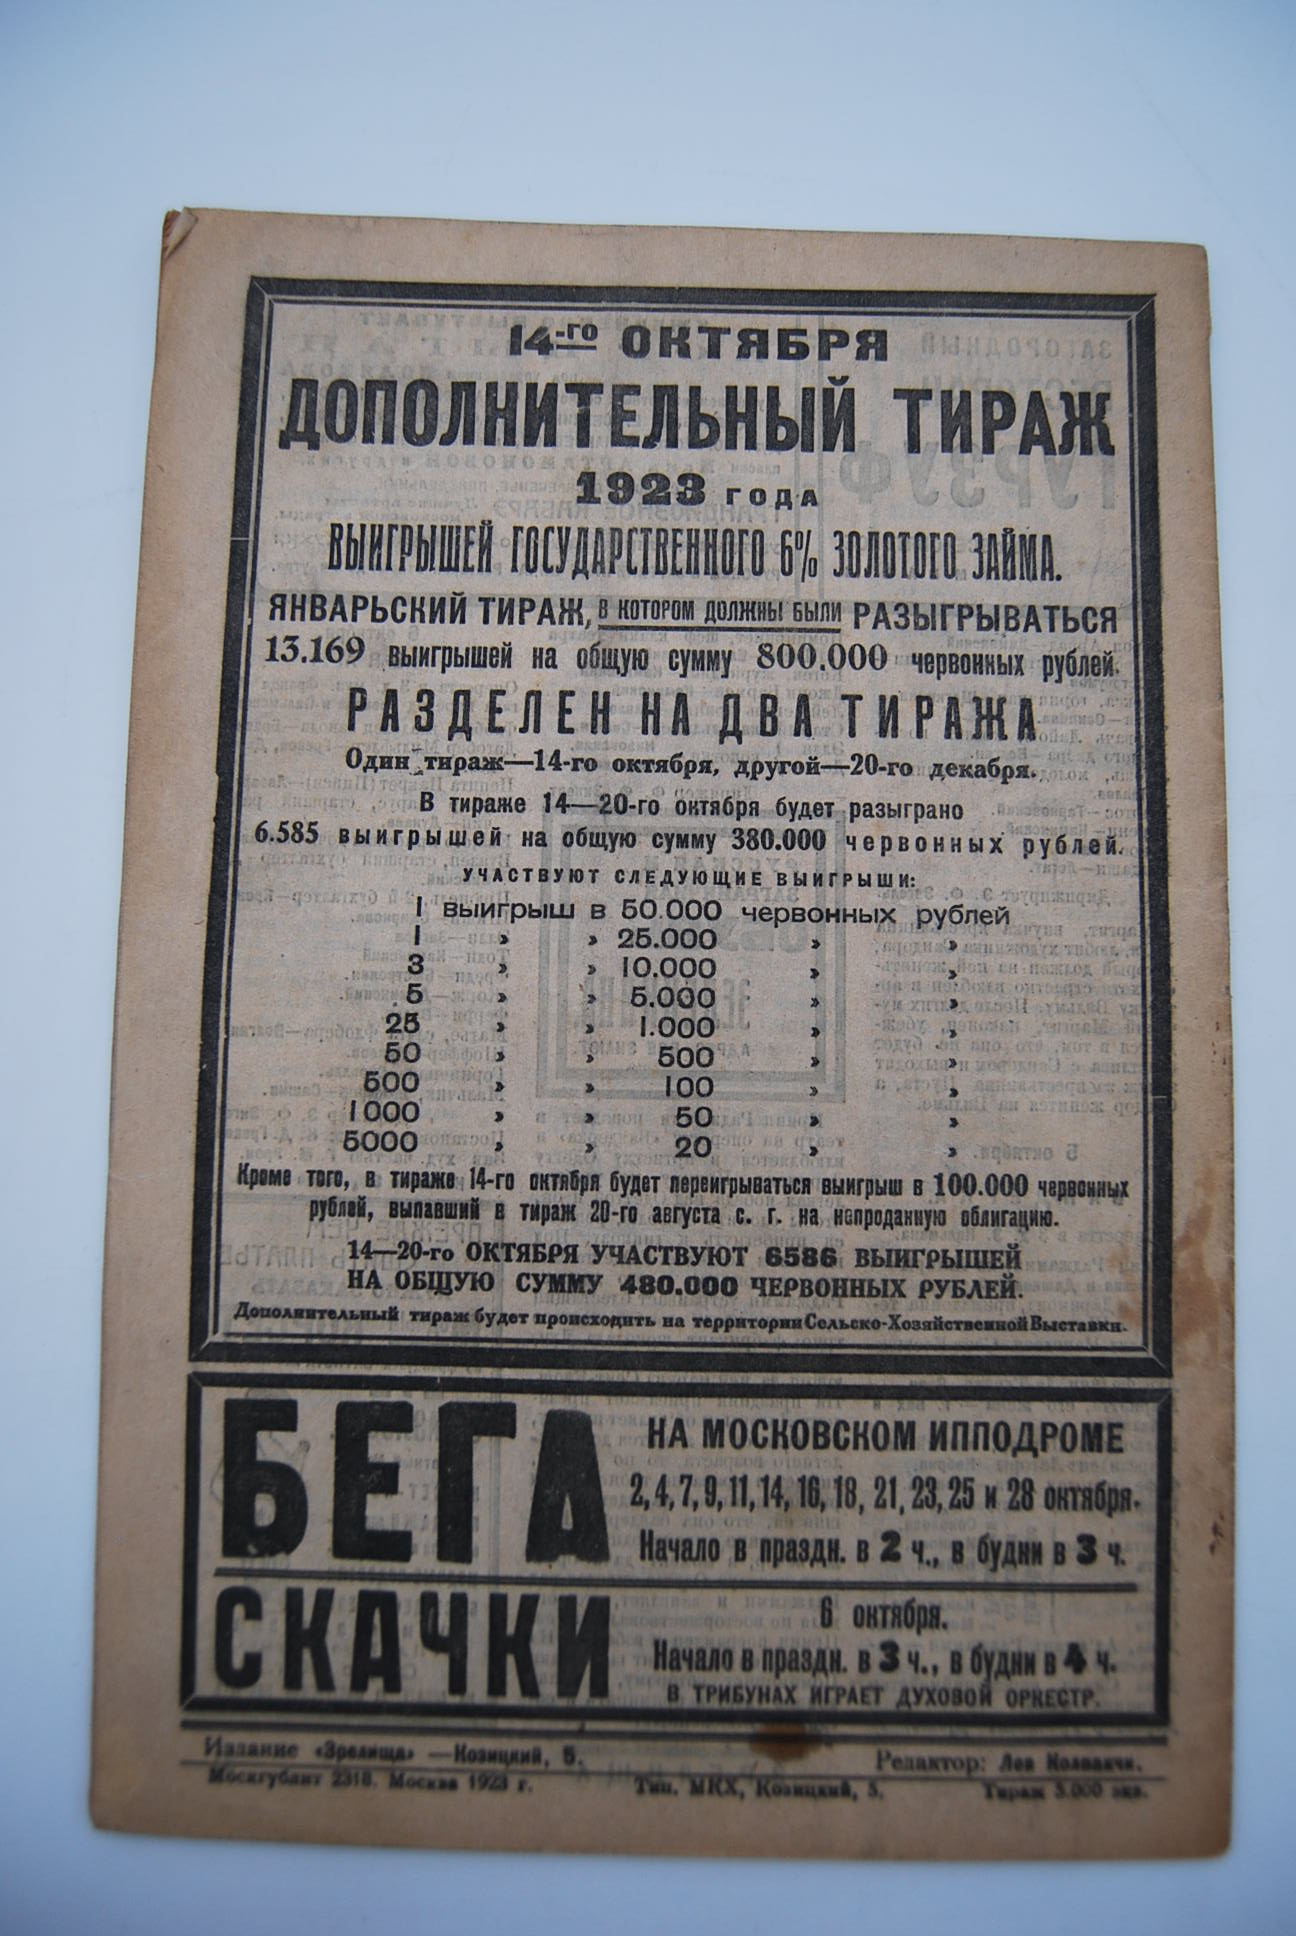 14-го ОКТЯБРЯ
ДОПОЛНИТЕЛЬНЫЙ ТИРАЖ
1923 ГОДА
ВЫИГРЫШЕЙ ГОСУДАРСТВЕННОГО 6% ЗОЛОТОГО ЗАЙМА.
ЯНВАРЬСКИЙ ТИРАЖ, В КОТОРОМ ДОЛЖНЫ БЫЛИ РАЗЫГРЫВАТЬСЯ
13.169 выигрышей на общую сумму 800.000 червонных рублей.
РАЗДЕЛЕН НА ДВА ТИРАЖА
Один тираж—14-го октября, другой—20-го декабря.
В тираже 14—20-го октября будет разыграно
6.585 выигрышей на общую сумму 380.000 червонных рублей.
УЧАСТВУЮТ СЛЕДУЮЩИЕ ВЫИГРЫШИ:
1 выигрыш в 50.000 червонных рублей
1 » » 25.000 » »
3 » » 10.000 » »
5 » » 5.000 » »
25 » » 1.000 » »
50 » » 500 » »
500 » » 100 » »
1000 » » 50 » »
5000 » » 20 » »
Кроме того, в тираже 14-го октября будет переигрываться выигрыш в 100.000 червонных
рублей, выпавший в тираж 20-го августа с. г. на непроданную облигацию.
14—20-го ОКТЯБРЯ УЧАСТВУЮТ 6586 ВЫИГРЫШЕЙ
НА ОБЩУЮ СУММУ 480.000 ЧЕРВОННЫХ РУБЛЕЙ.
Дополнительный тираж будет происходить на территории Сельско-Хозяйственной Выставки.
БЕГА
НА МОСКОВСКОМ ИППОДРОМЕ
2, 4, 7, 9, 11, 14, 16, 18, 21, 23, 25 и 28 октября.
Начало в праздн. в 2 ч., в будни в 3 ч.
СКАЧКИ
6 октября.
Начало в праздн. в 3 ч., в будни в 4 ч.
В ТРИБУНАХ ИГРАЕТ ДУХОВОЙ ОРКЕСТР.
Издание «Зрелища» —Козицкий, 5. Редактор: Лев Колпакчи.
Мосгублит 2318. Москва 1923 г. Тип. МКХ, Козицкий, 5. Тираж 5.000 экз.